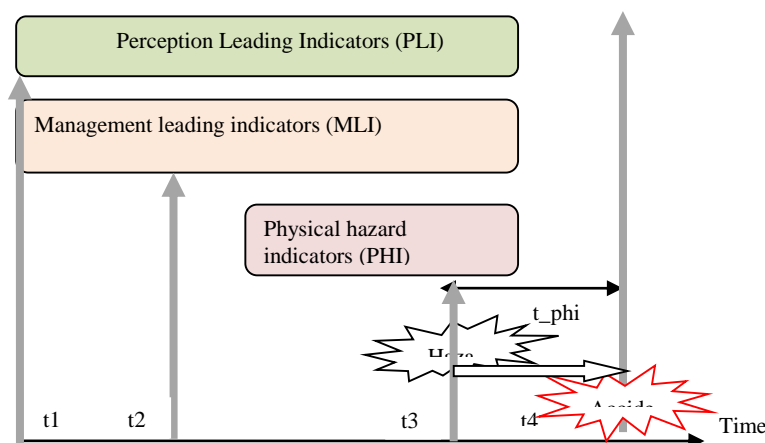 Perception Leading Indicators (PLI)
Management leading indicators (MLI)
Physical hazard
indicators (PHI)
t_phi
t1
t2
t3
t4
Time